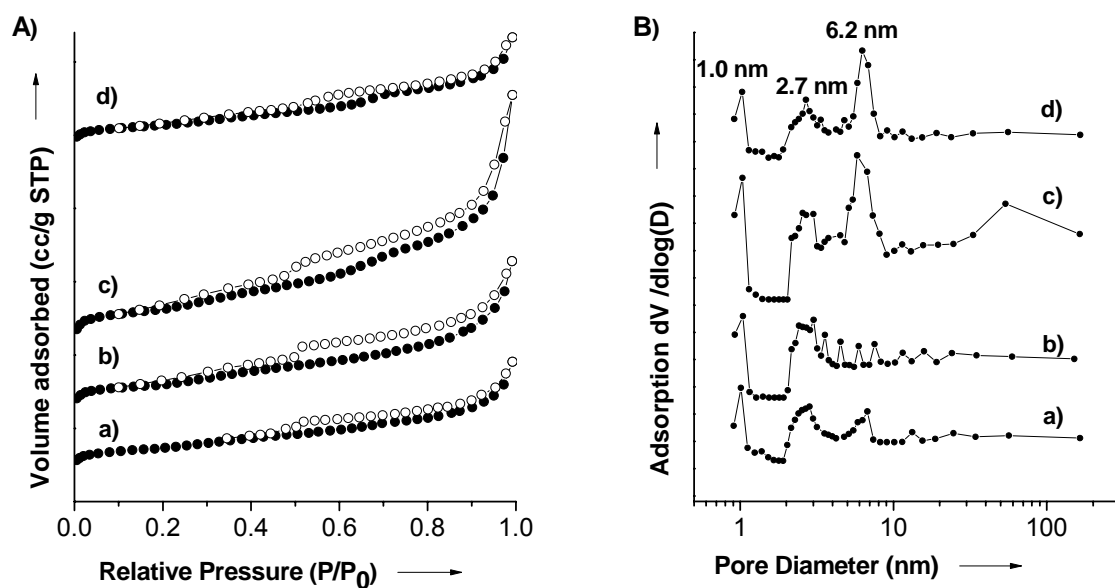 A)
Volume adsorbed (cc/g STP)
d)
c)
b)
a)
0.0 0.2 0.4 0.6 0.8 1.0
Relative Pressure (P/P0)
B)
Adsorption dV /dlog(D)
1.0 nm
2.7 nm
6.2 nm
d)
c)
b)
a)
1 10 100
Pore Diameter (nm)